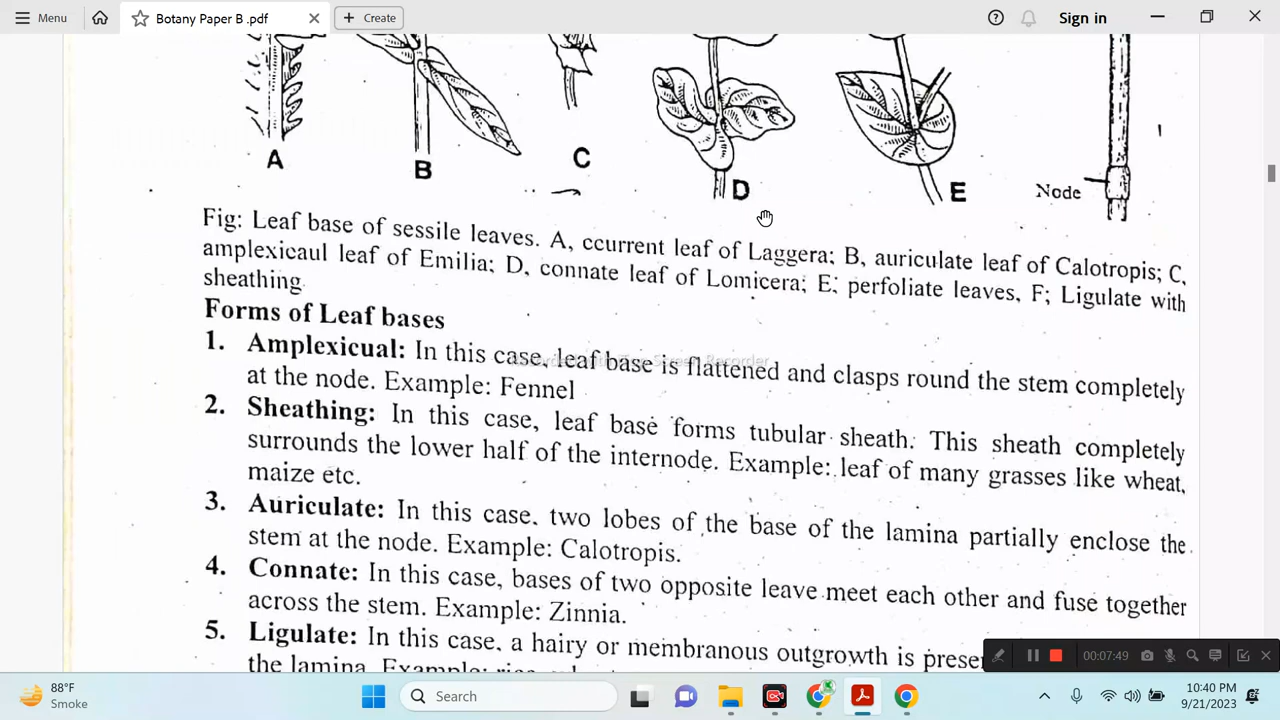 Menu
Botany Paper B .pdf
Create
Sign in
A
B
C
D
E
Node
Fig: Leaf base of sessile leaves. A, ccurrent leaf of Laggera; B, auriculate leaf of Calotropis; C,
amplexicaul leaf of Emilia; D, connate leaf of Lomicera; E; perfoliate leaves, F; Ligulate with
sheathing
Forms of Leaf bases
1. Amplexicual: In this case, leaf base is flattened and clasps round the stem completely
at the node. Example: Fennel
2. Sheathing: In this case, leaf base forms tubular sheath. This sheath completely
surrounds the lower half of the internode. Example: leaf of many grasses like wheat,
maize etc.
3. Auriculate: In this case, two lobes of the base of the lamina partially enclose the
stem at the node. Example: Calotropis.
4. Connate: In this case, bases of two opposite leave meet each other and fuse together
across the stem. Example: Zinnia.
5. Ligulate: In this case, a hairy or membranous outgrowth is
the lamina. Example: rice
Screen Recorder
00:07:49
88°F
Smoke
Search
10:40 PM
9/21/2023